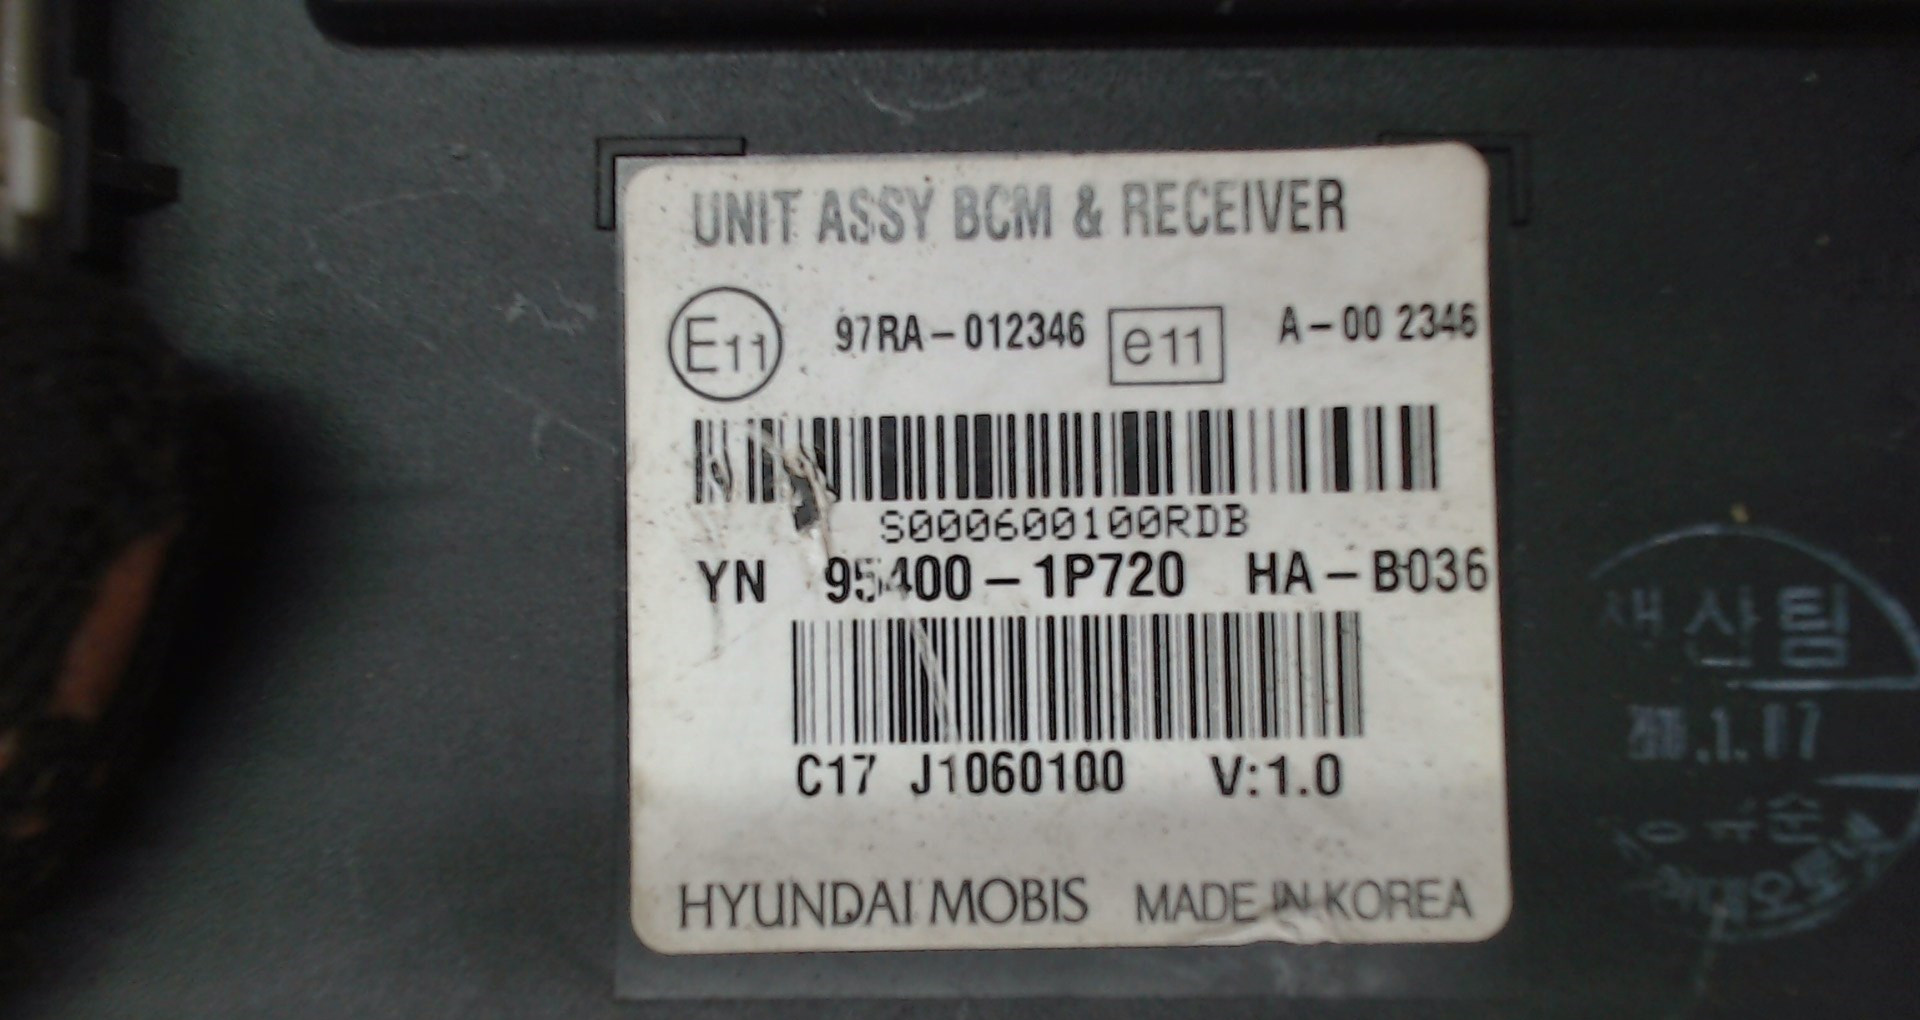 UNIT ASSY BCM & RECEIVER
E11 97RA-012346 e11 A-00 2346
S000600100RDB
YN 95400-1P720 HA-B036
C17 J1060100 V:1.0
HYUNDAI MOBIS MADE IN KOREA
산팀